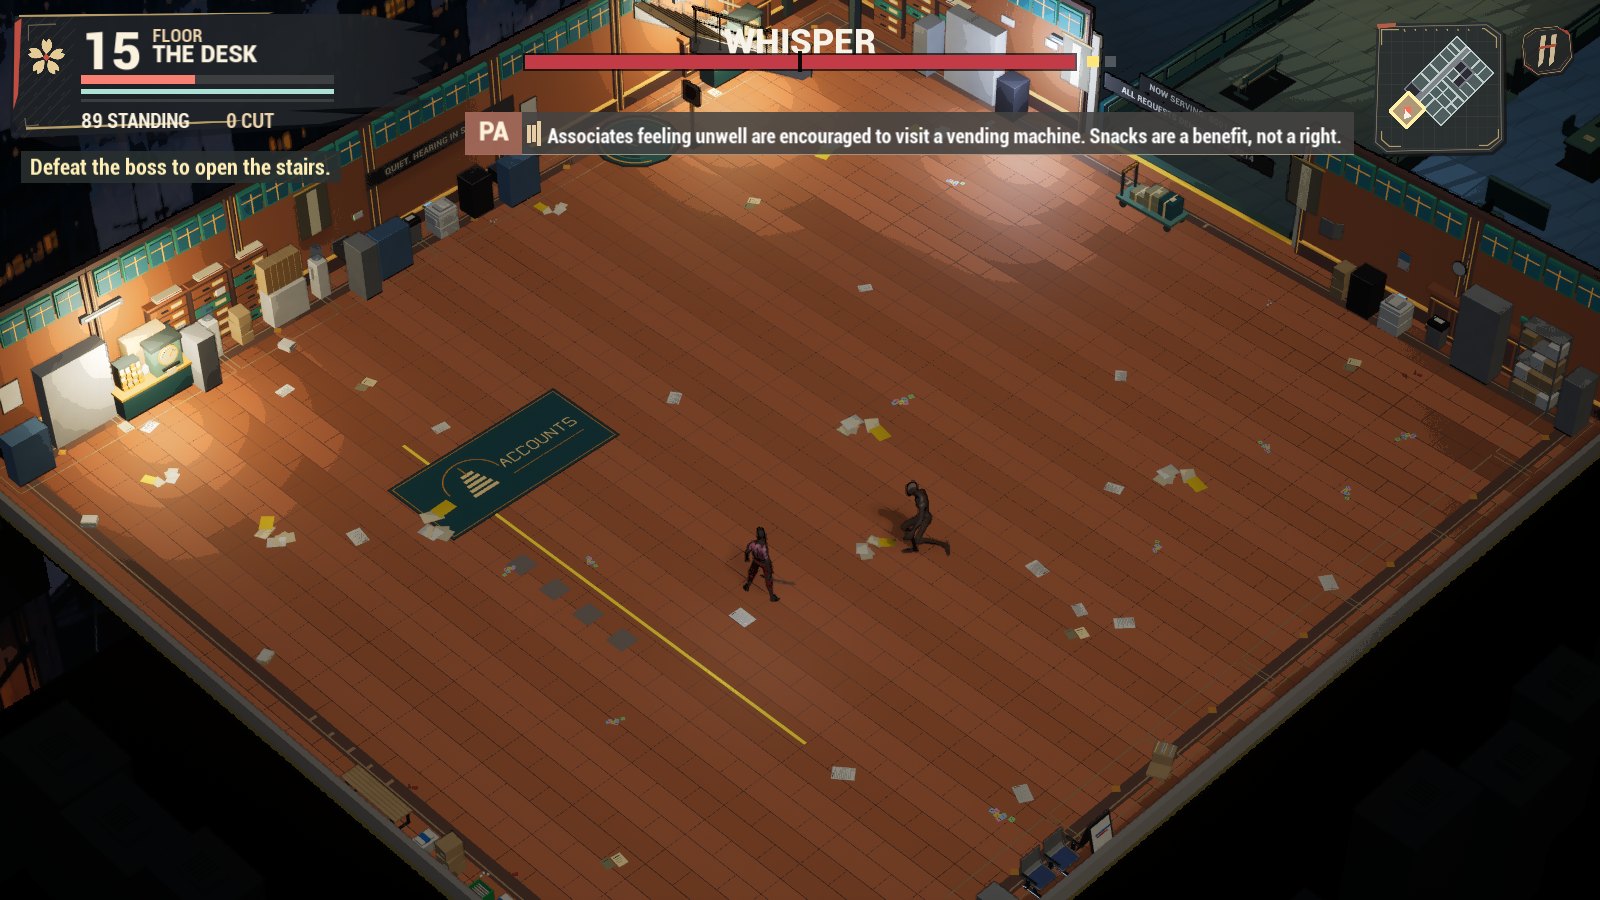 15
FLOOR
THE DESK
89 STANDING
0 CUT
Defeat the boss to open the stairs.
WHISPER
PA
Associates feeling unwell are encouraged to visit a vending machine. Snacks are a benefit, not a right.
QUIET. HEARING IN
NOW SERVING
ALL REQUESTS
ACCOUNTS